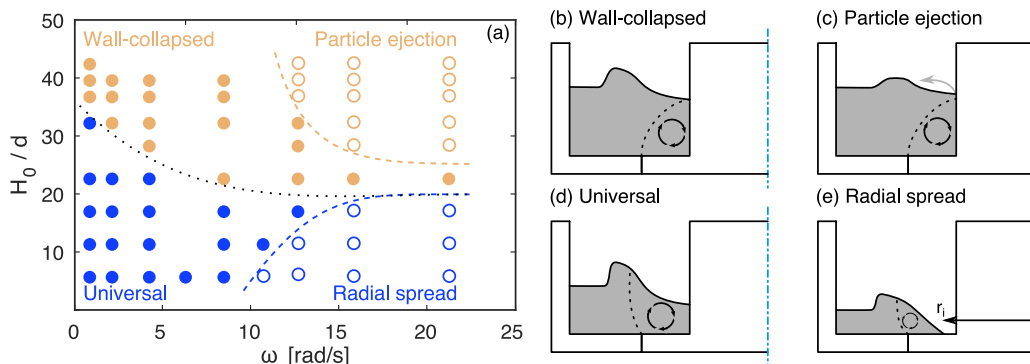 (a)
Wall-collapsed
Particle ejection
50
40
30
20
10
H0 / d
Universal
Radial spread
0
5
10
15
20
25
ω [rad/s]
(b) Wall-collapsed
(c) Particle ejection
(d) Universal
(e) Radial spread
ri